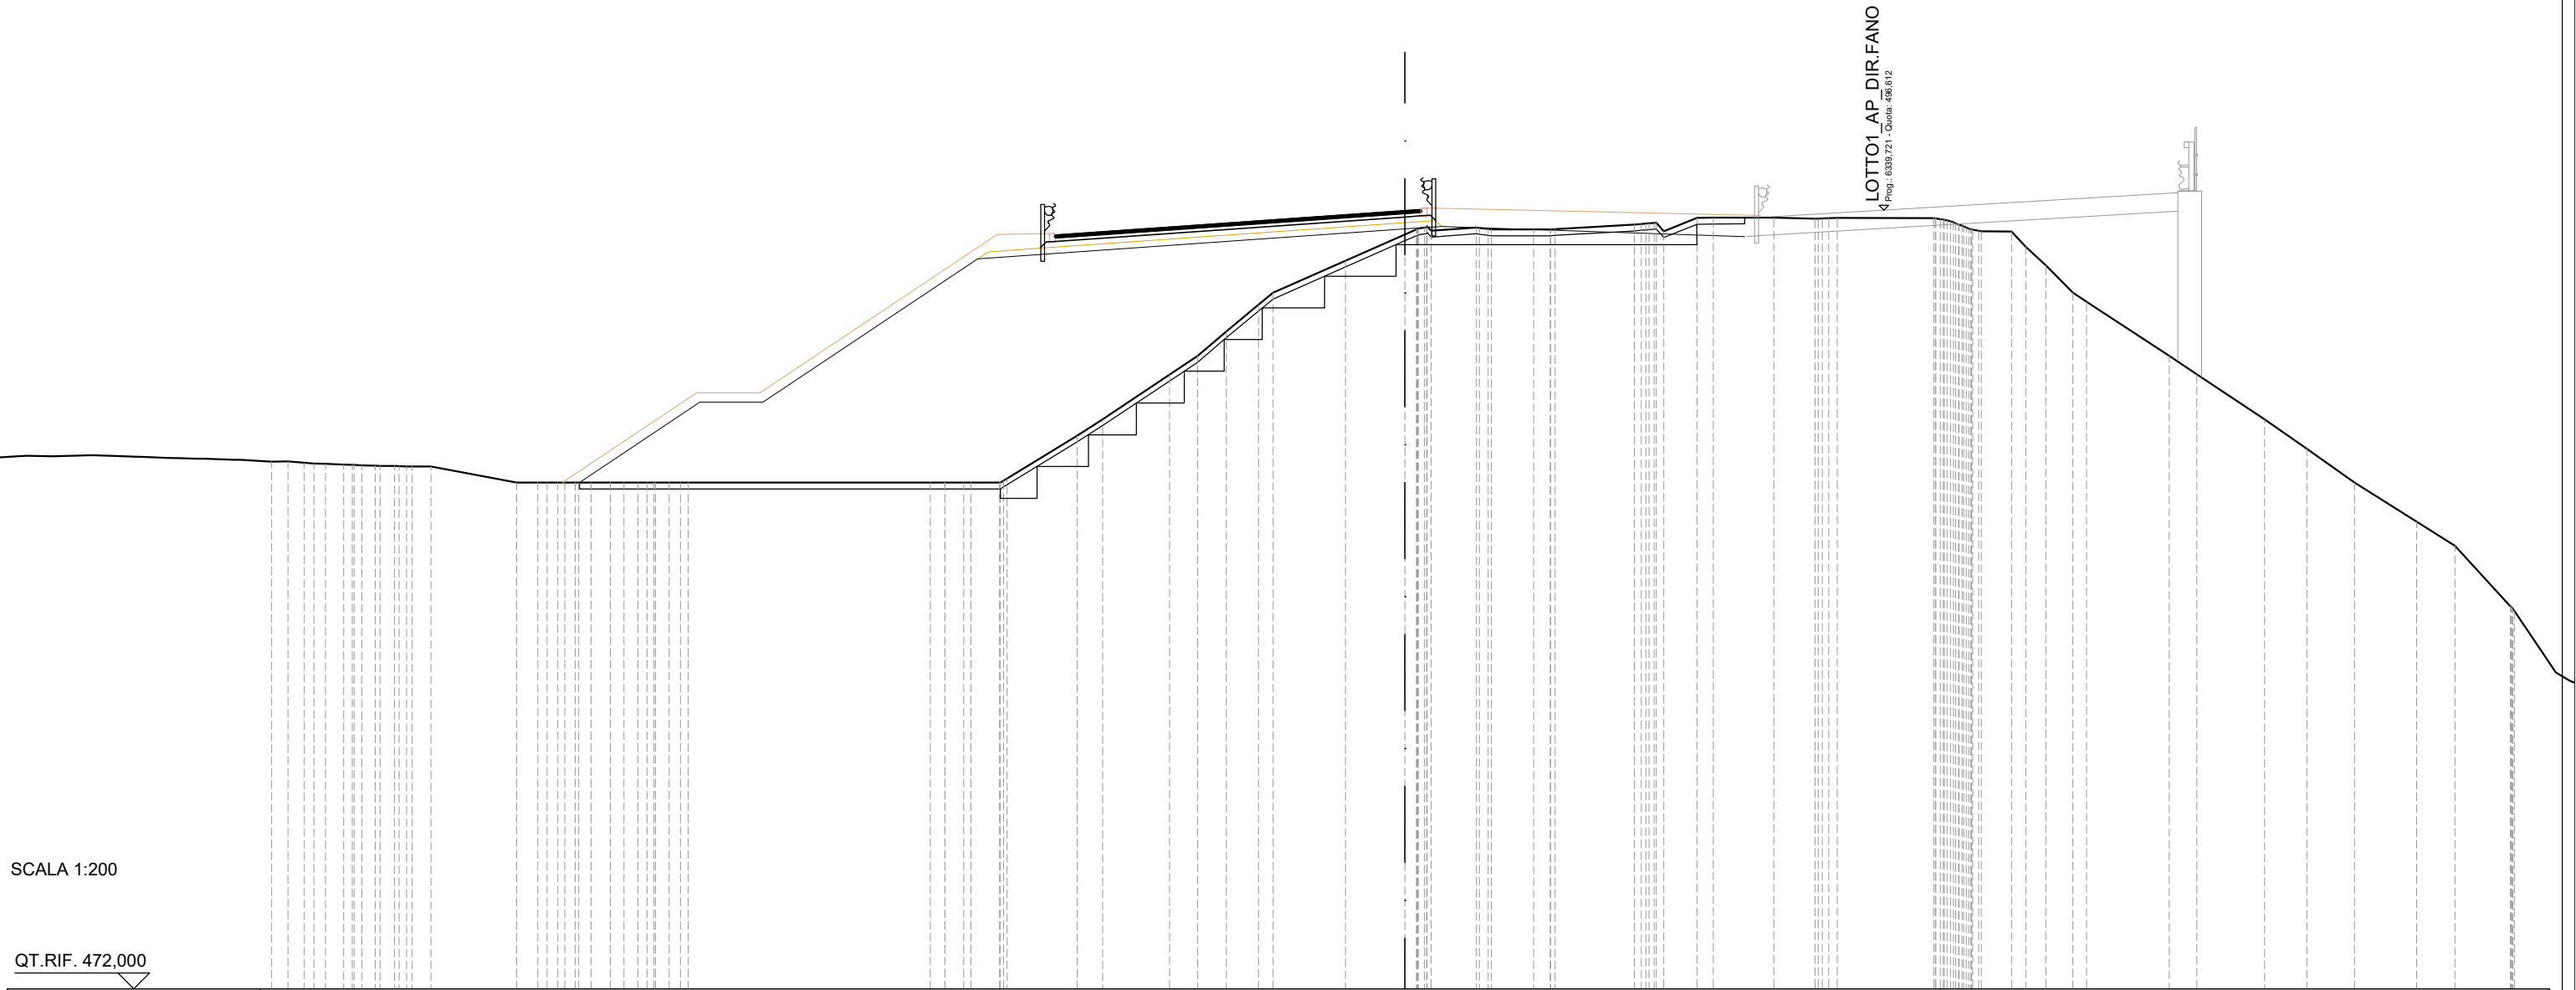 LOTTO1_AP_DIR.FANO
Prog.: 6339,721 - Quota: 496,612
SCALA 1:200
QT.RIF. 472,000